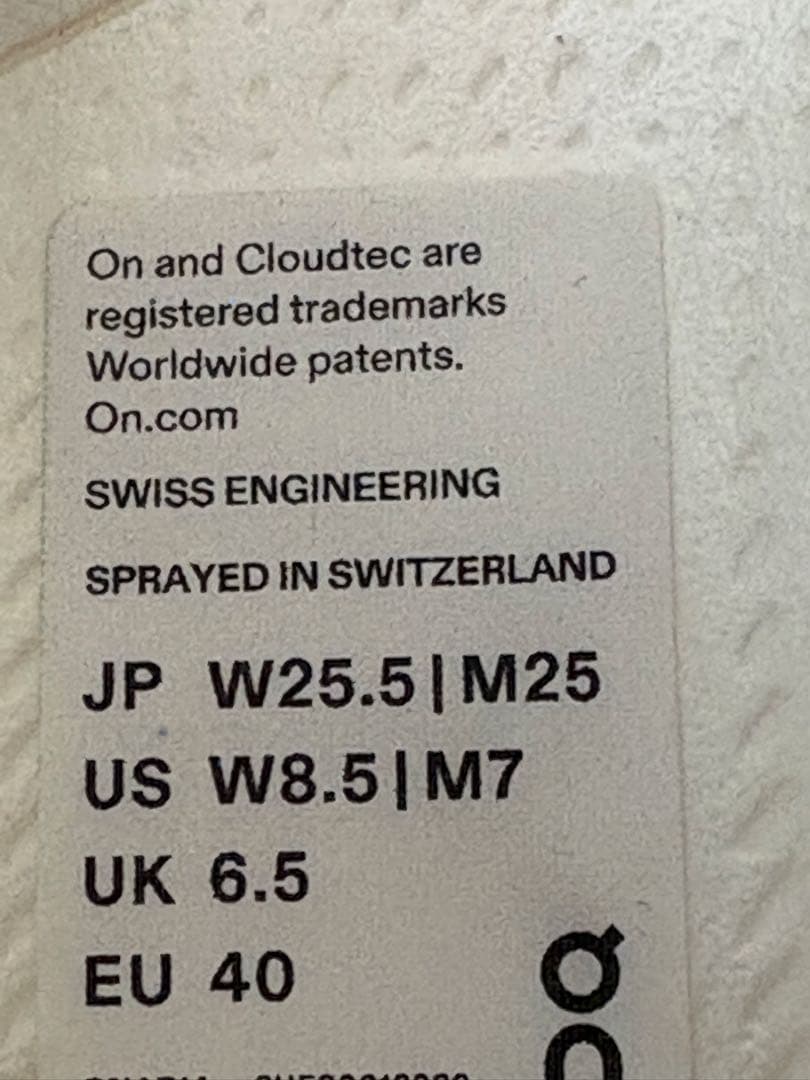 On and Cloudtec are
registered trademarks
Worldwide patents.
On.com
SWISS ENGINEERING
SPRAYED IN SWITZERLAND
JP W25.5|M25
US W8.5|M7
UK 6.5
EU 40